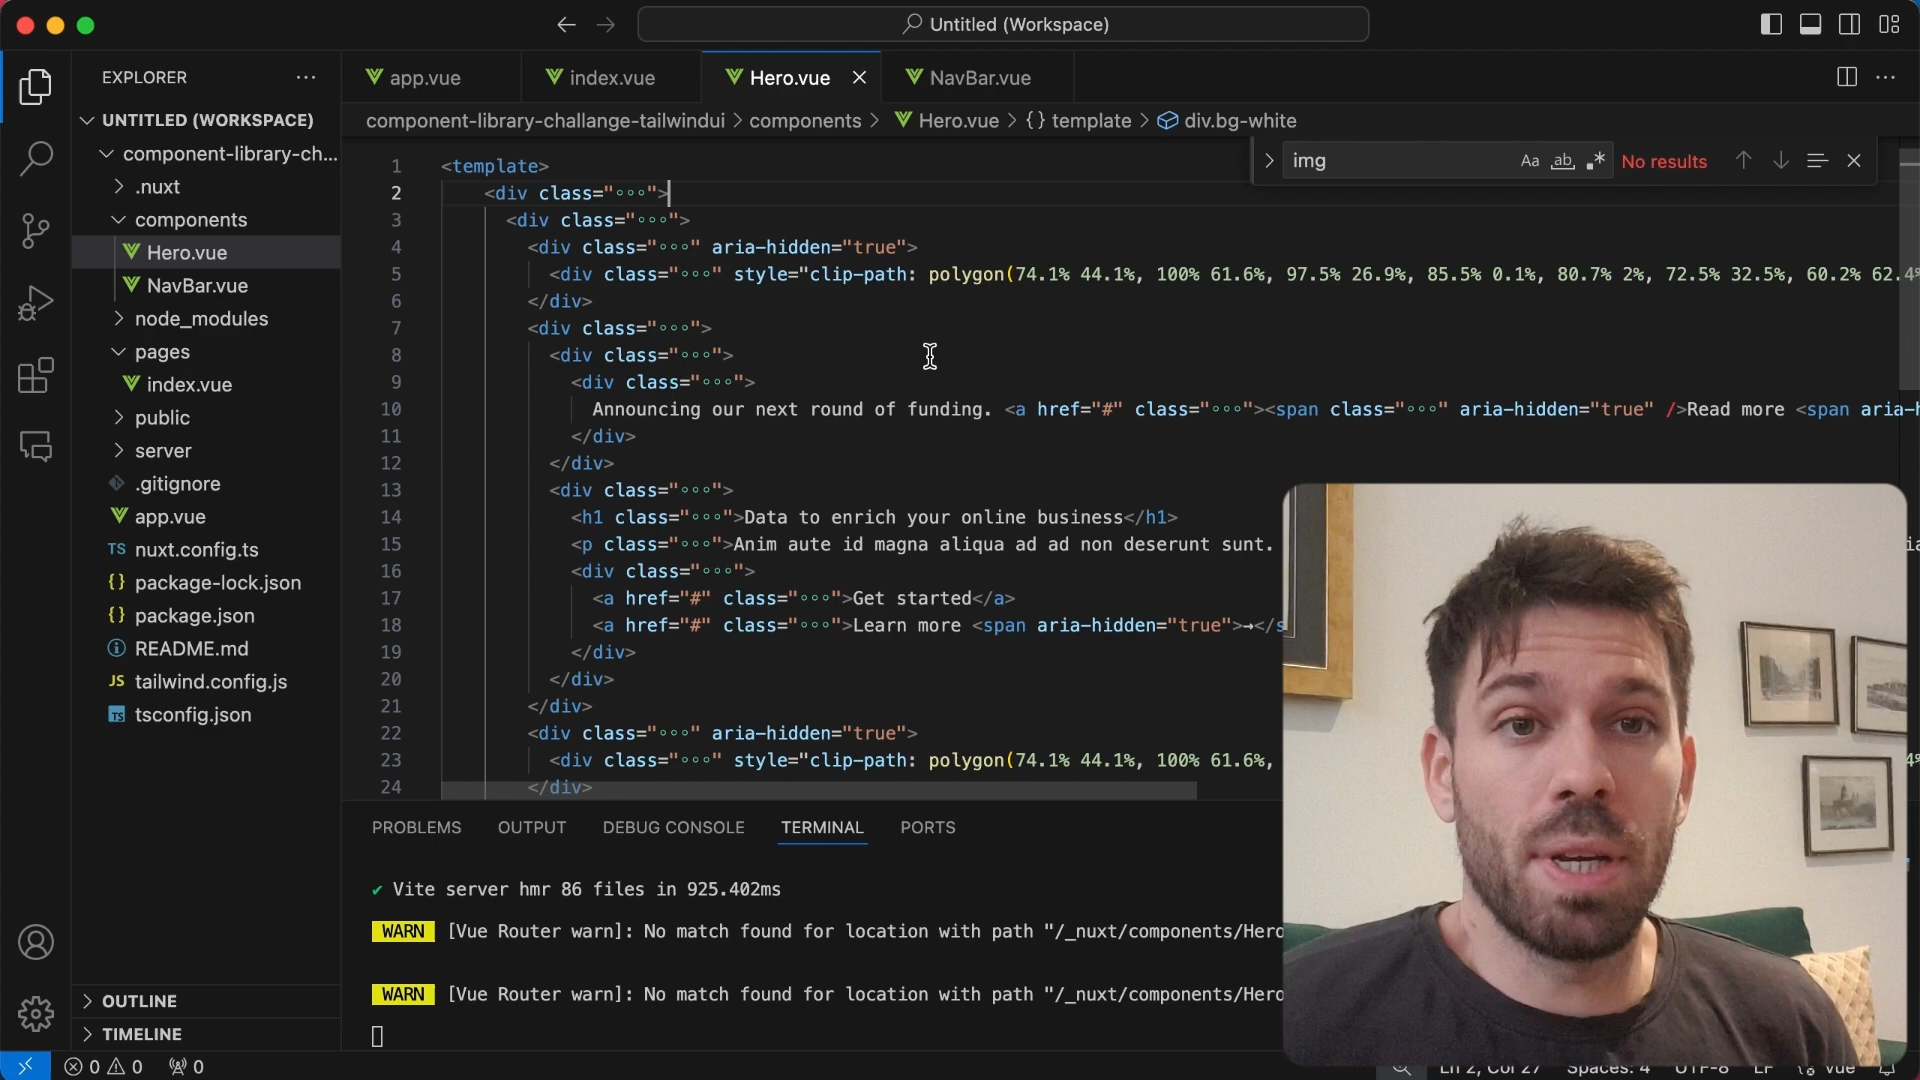 Untitled (Workspace)
EXPLORER
app.vue
index.vue
Hero.vue
NavBar.vue
UNTITLED (WORKSPACE)
component-library-ch...
.nuxt
components
Hero.vue
NavBar.vue
node_modules
pages
index.vue
public
server
.gitignore
app.vue
TS nuxt.config.ts
{} package-lock.json
{} package.json
README.md
JS tailwind.config.js
TS tsconfig.json
OUTLINE
TIMELINE
component-library-challange-tailwindui > components > Hero.vue > {} template > div.bg-white
img
Aa ab No results
1 <template>
2 <div class="∘∘∘">
3 <div class="∘∘∘">
4 <div class="∘∘∘" aria-hidden="true">
5 <div class="∘∘∘" style="clip-path: polygon(74.1% 44.1%, 100% 61.6%, 97.5% 26.9%, 85.5% 0.1%, 80.7% 2%, 72.5% 32.5%, 60.2% 62.4%
6 </div>
7 <div class="∘∘∘">
8 <div class="∘∘∘">
9 <div class="∘∘∘">
10 Announcing our next round of funding. <a href="#" class="∘∘∘"><span class="∘∘∘" aria-hidden="true" />Read more <span aria-h
11 </div>
12 </div>
13 <div class="∘∘∘">
14 <h1 class="∘∘∘">Data to enrich your online business</h1>
15 <p class="∘∘∘">Anim aute id magna aliqua ad ad non deserunt sunt.
16 <div class="∘∘∘">
17 <a href="#" class="∘∘∘">Get started</a>
18 <a href="#" class="∘∘∘">Learn more <span aria-hidden="true">→</s
19 </div>
20 </div>
21 </div>
22 <div class="∘∘∘" aria-hidden="true">
23 <div class="∘∘∘" style="clip-path: polygon(74.1% 44.1%, 100% 61.6%,
24 </div>
PROBLEMS OUTPUT DEBUG CONSOLE TERMINAL PORTS
✔ Vite server hmr 86 files in 925.402ms
WARN [Vue Router warn]: No match found for location with path "/_nuxt/components/Hero
WARN [Vue Router warn]: No match found for location with path "/_nuxt/components/Hero
0 0 0
Ln 2, Col 27 Spaces: 4 UTF-8 LF Vue